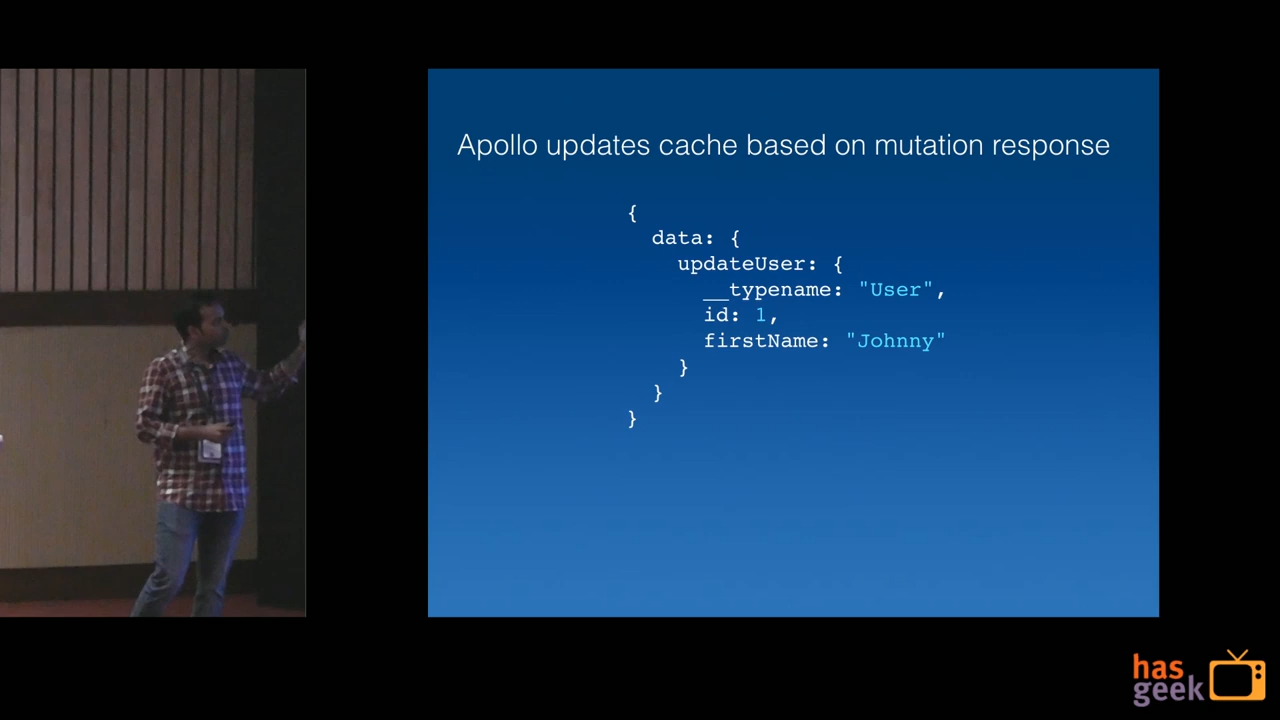 Apollo updates cache based on mutation response
{
data: {
updateUser: {
__typename: "User",
id: 1,
firstName: "Johnny"
}
}
}
has
geek